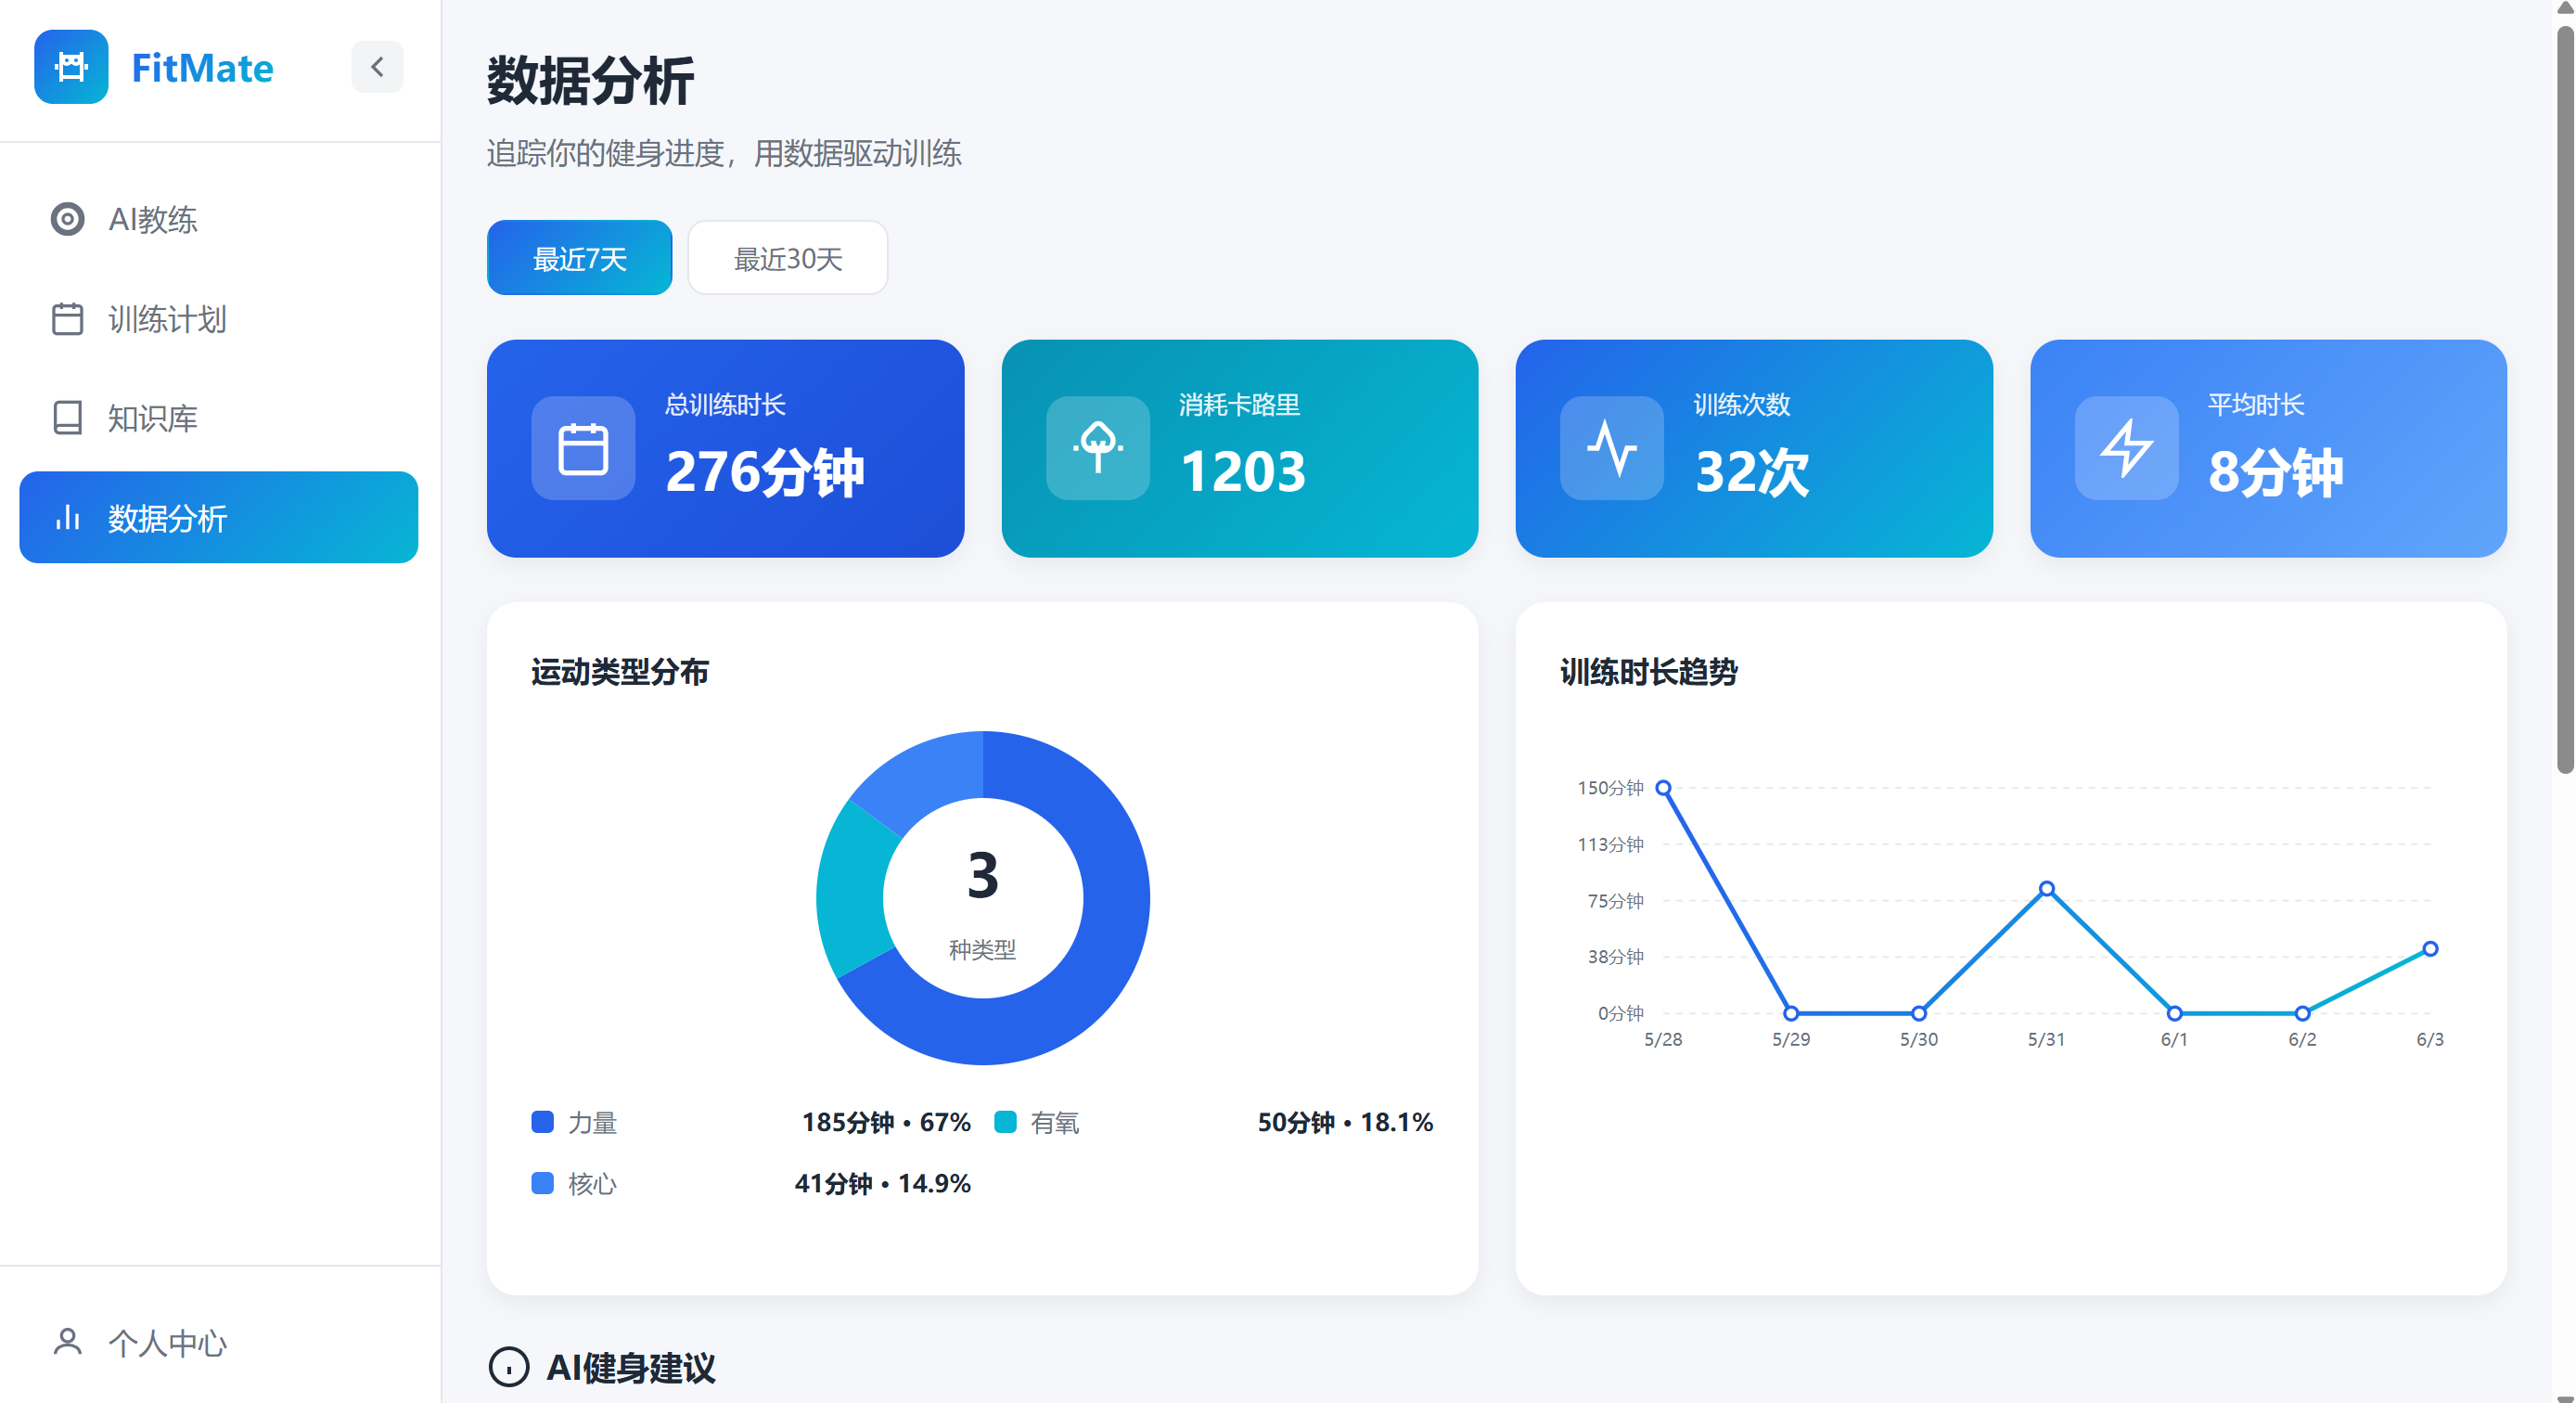 FitMate
AI教练
训练计划
知识库
数据分析
个人中心
数据分析
追踪你的健身进度，用数据驱动训练
最近7天
最近30天
总训练时长
276分钟
消耗卡路里
1203
训练次数
32次
平均时长
8分钟
运动类型分布
3
种类型
力量 185分钟 • 67%
有氧 50分钟 • 18.1%
核心 41分钟 • 14.9%
训练时长趋势
150分钟
113分钟
75分钟
38分钟
0分钟
5/28 5/29 5/30 5/31 6/1 6/2 6/3
AI健身建议